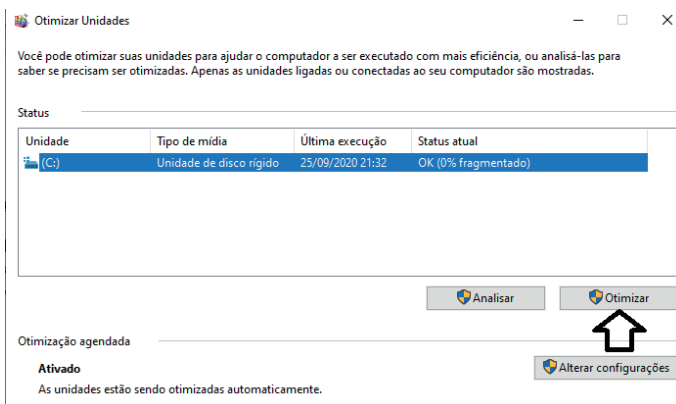 Otimizar Unidades
Você pode otimizar suas unidades para ajudar o computador a ser executado com mais eficiência, ou analisá-las para
saber se precisam ser otimizadas. Apenas as unidades ligadas ou conectadas ao seu computador são mostradas.
Status
Unidade Tipo de mídia Última execução Status atual
(C:) Unidade de disco rígido 25/09/2020 21:32 OK (0% fragmentado)
Analisar Otimizar
Otimização agendada
Ativado Alterar configurações
As unidades estão sendo otimizadas automaticamente.